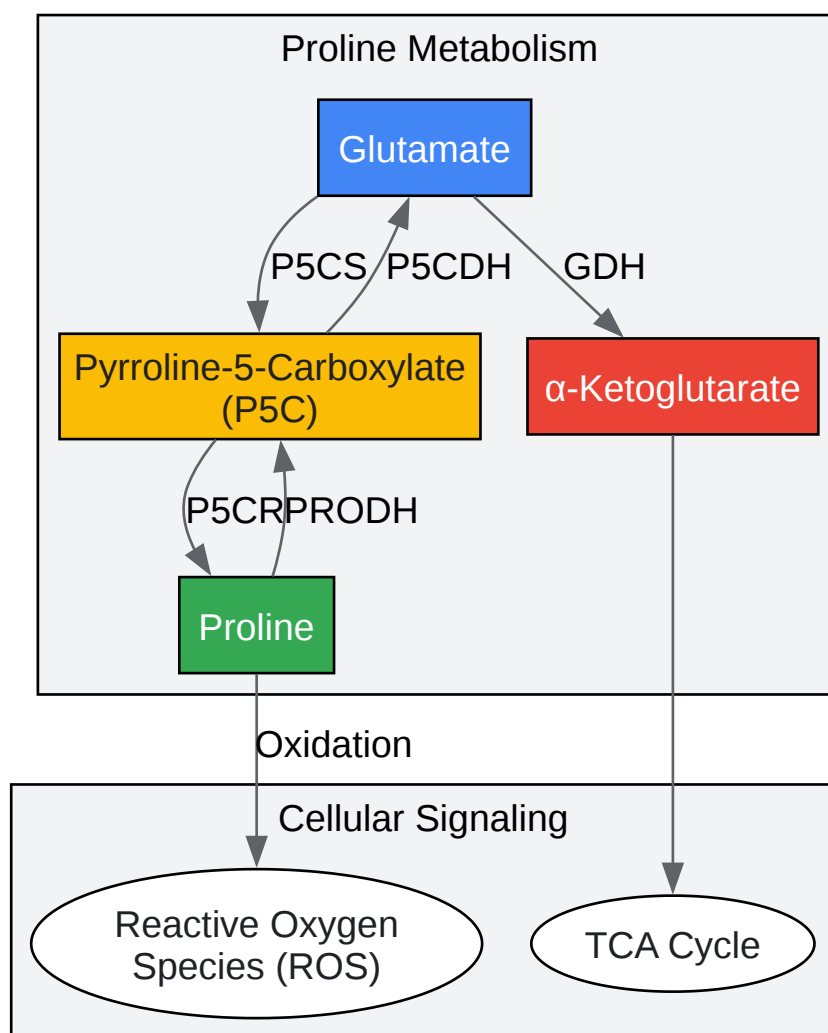 Proline Metabolism
Glutamate
P5CS
P5CDH
GDH
Pyrroline-5-Carboxylate
(P5C)
α-Ketoglutarate
P5CR
PRODH
Proline
Oxidation
Cellular Signaling
Reactive Oxygen
Species (ROS)
TCA Cycle